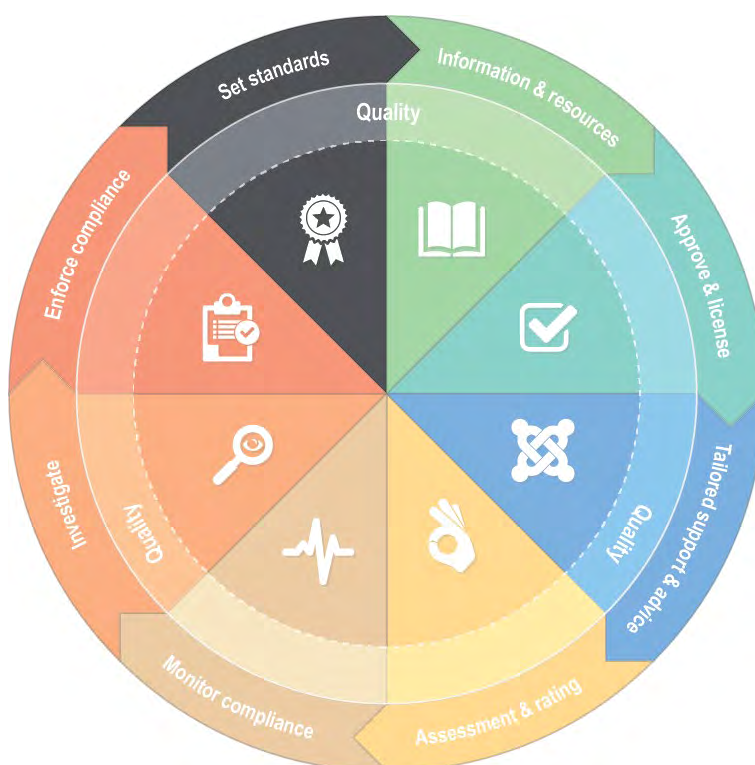 Set standards
Information & resources
Approve & license
Tailored support & advice
Assessment & rating
Monitor compliance
Investigate
Enforce compliance
Quality
Quality
Quality